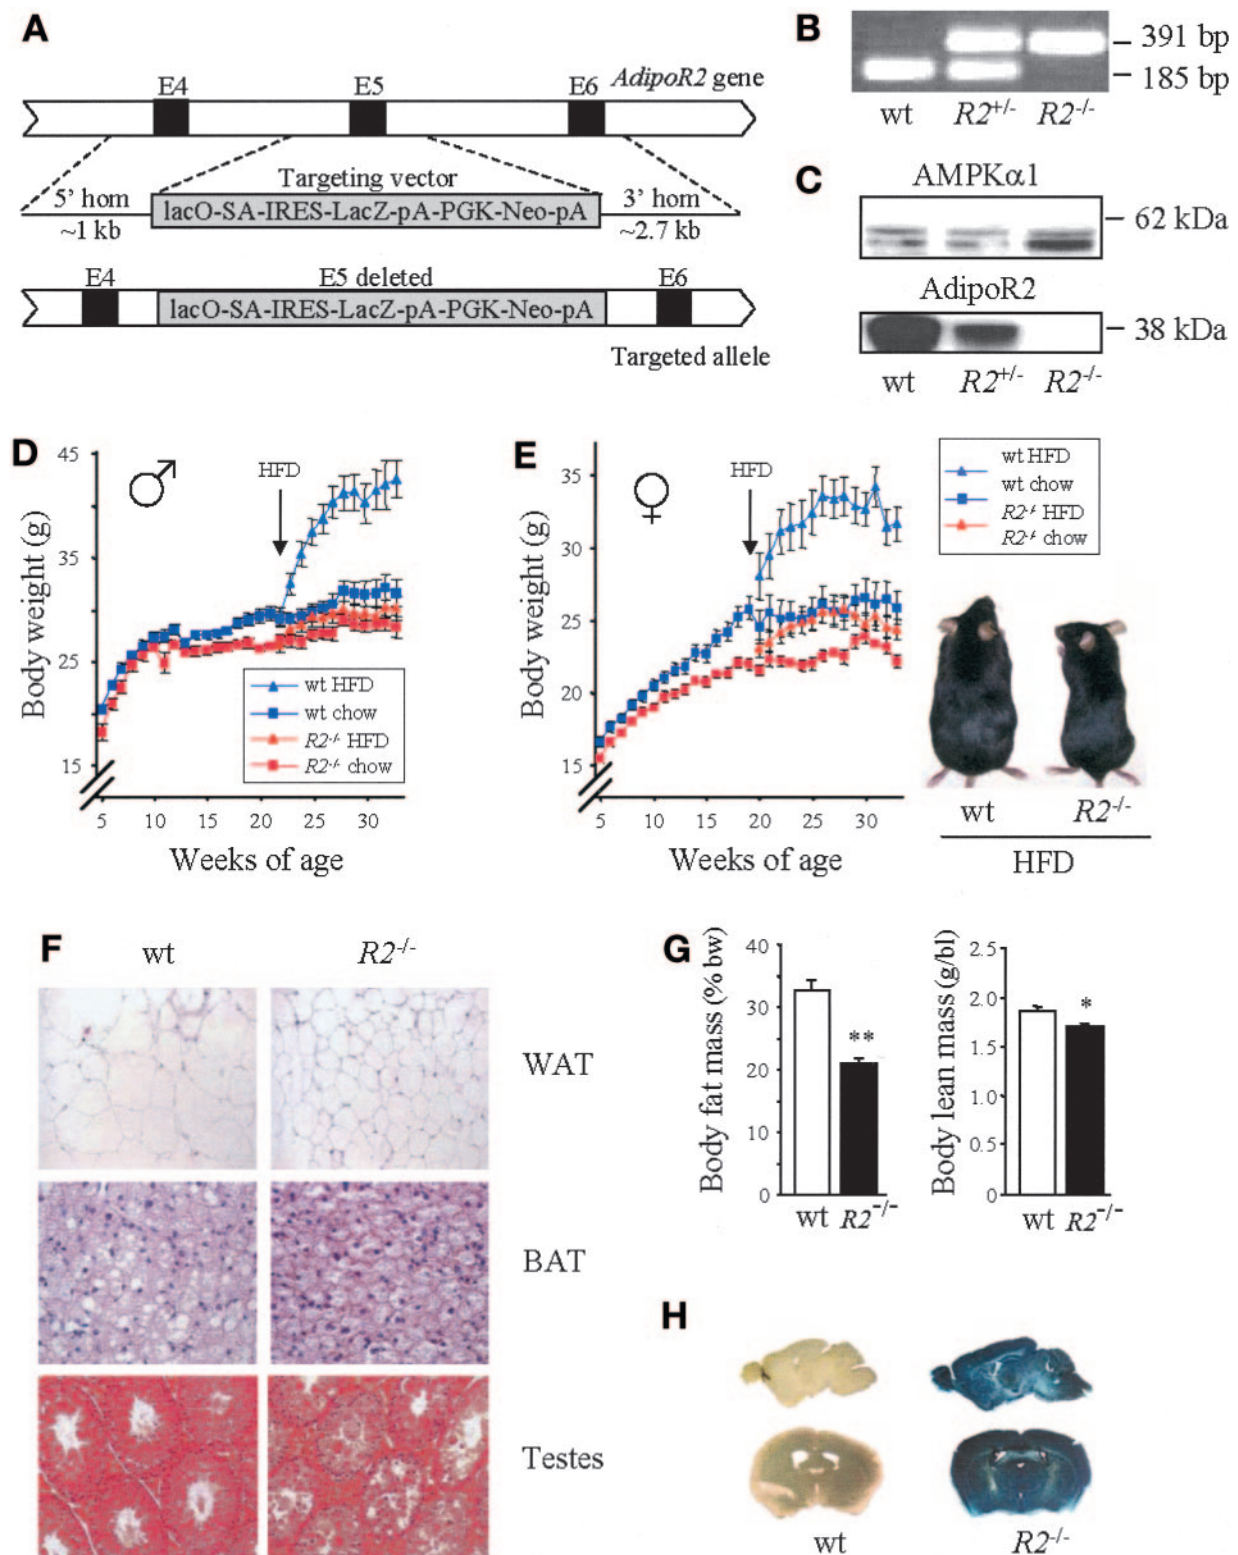 A
E4 E5 E6 AdipoR2 gene
5’ hom Targeting vector 3’ hom
~1 kb lacO-SA-IRES-LacZ-pA-PGK-Neo-pA ~2.7 kb
E4 E5 deleted E6
lacO-SA-IRES-LacZ-pA-PGK-Neo-pA
Targeted allele
B
391 bp
185 bp
wt R2+/- R2-/-
C
AMPKα1
62 kDa
AdipoR2
38 kDa
wt R2+/- R2-/-
D
♂
HFD
Body weight (g)
45
35
25
15
5 10 15 20 25 30
Weeks of age
wt HFD
wt chow
R2-/- HFD
R2-/- chow
E
♀
HFD
Body weight (g)
35
30
25
20
15
5 10 15 20 25 30
Weeks of age
wt HFD
wt chow
R2-/- HFD
R2-/- chow
wt R2-/-
HFD
F
wt R2-/-
WAT
BAT
Testes
G
Body fat mass (% bw)
40
30
20
10
0
**
wt R2-/-
Body lean mass (g/bl)
2.5
2.0
1.5
1.0
0.5
0
*
wt R2-/-
H
wt R2-/-